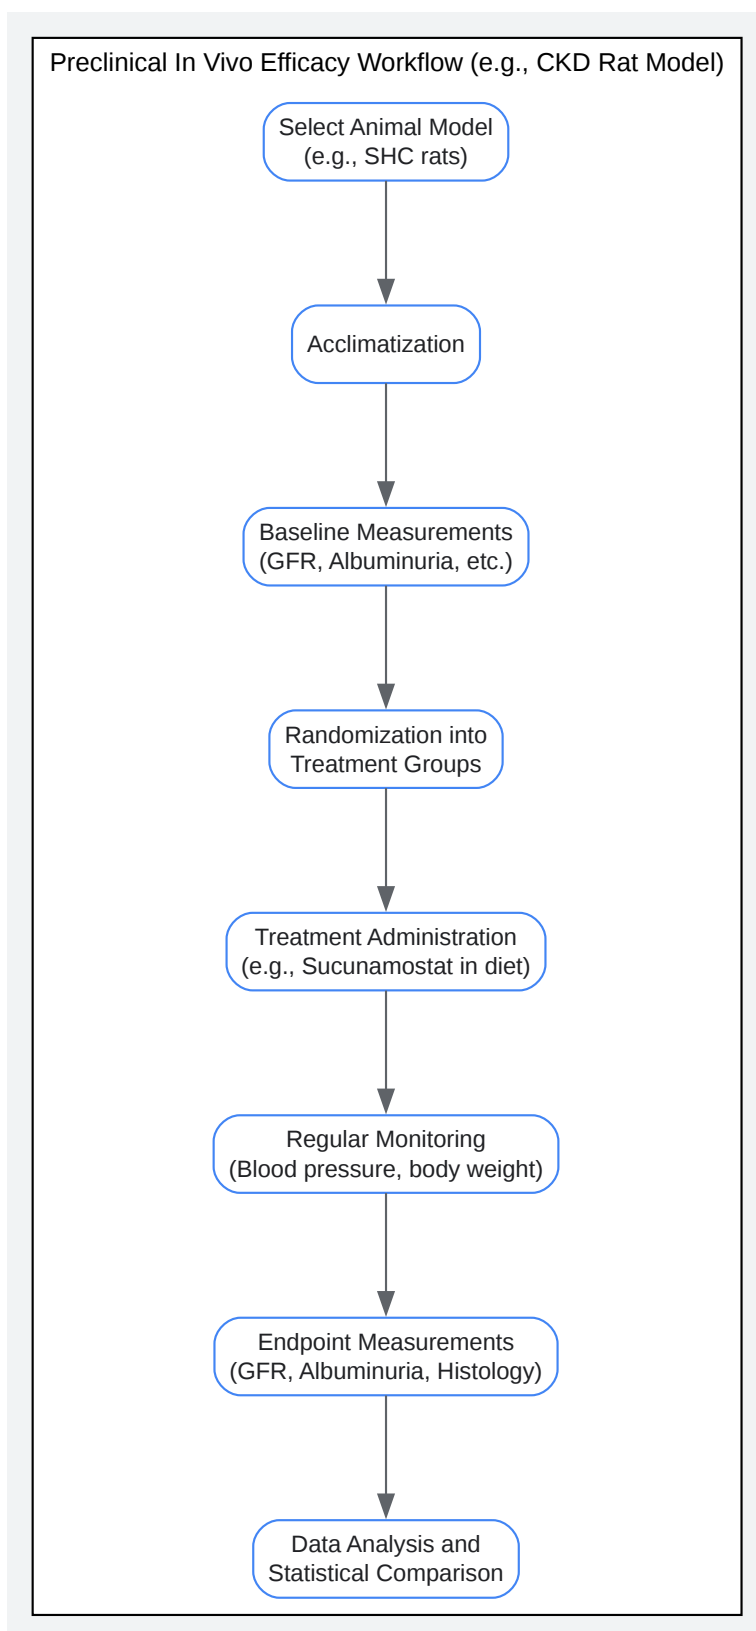 Preclinical In Vivo Efficacy Workflow (e.g., CKD Rat Model)
Select Animal Model
(e.g., SHC rats)
Acclimatization
Baseline Measurements
(GFR, Albuminuria, etc.)
Randomization into
Treatment Groups
Treatment Administration
(e.g., Sucunamostat in diet)
Regular Monitoring
(Blood pressure, body weight)
Endpoint Measurements
(GFR, Albuminuria, Histology)
Data Analysis and
Statistical Comparison